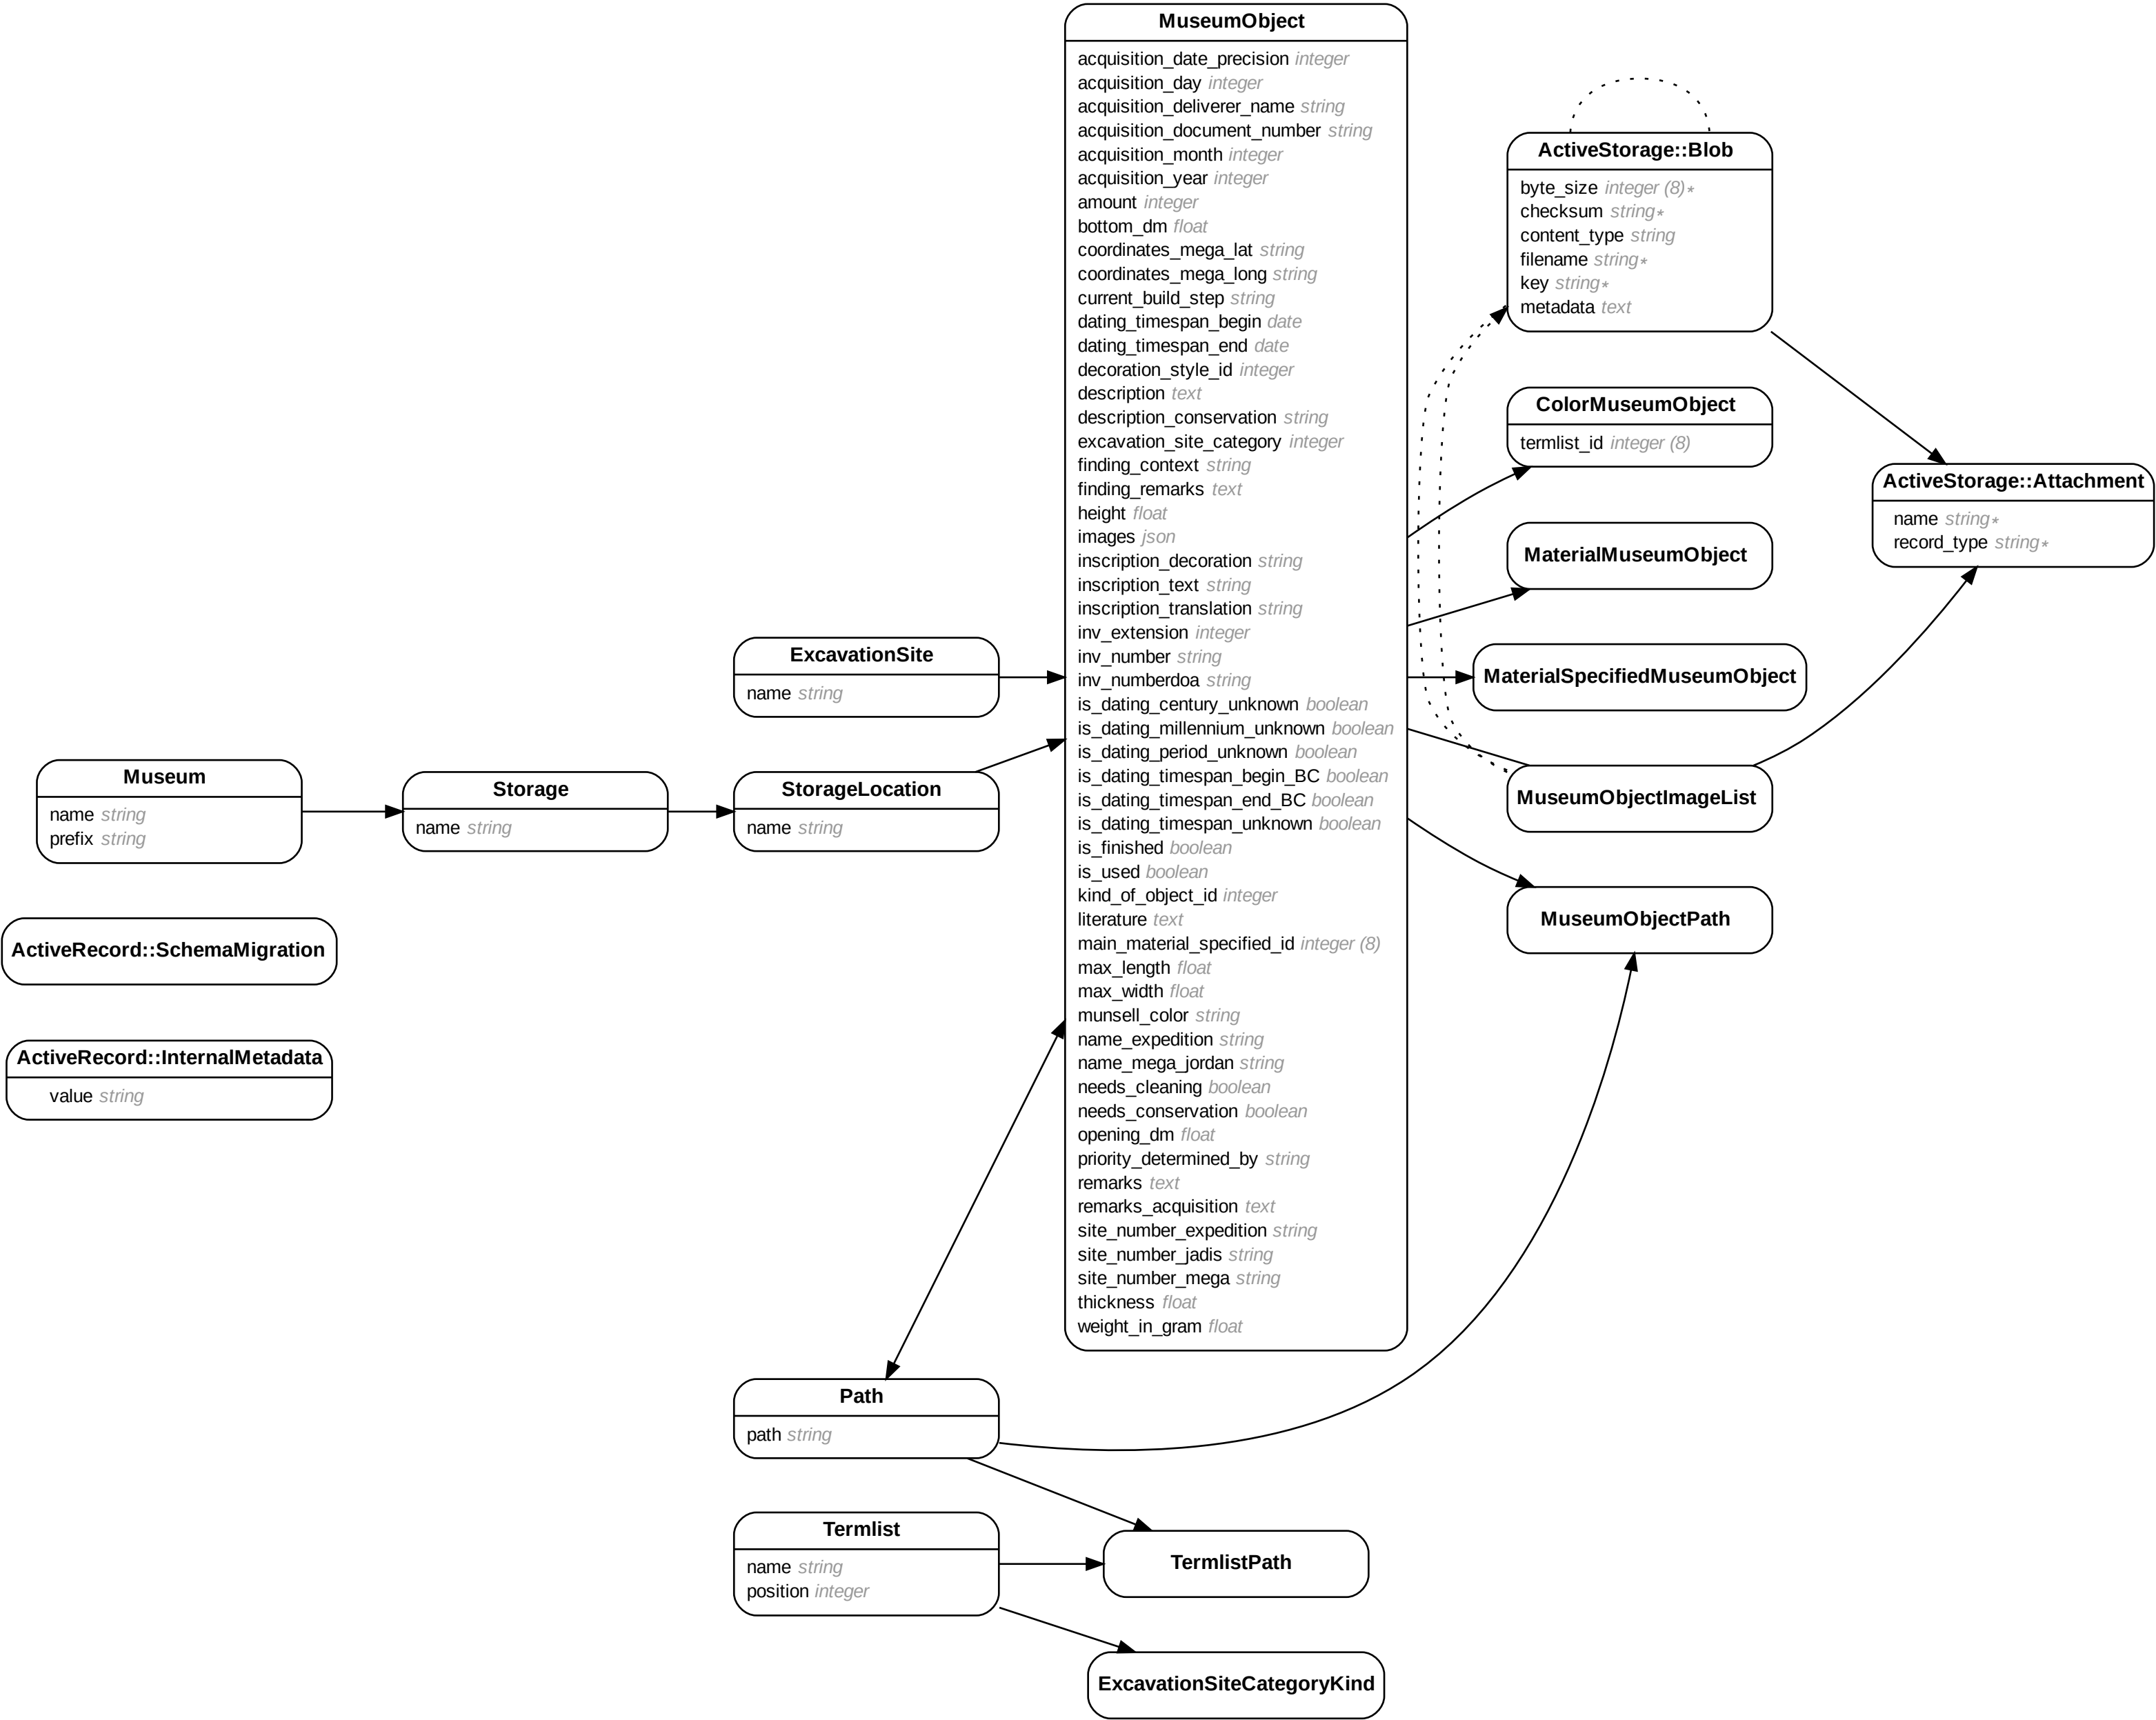 MuseumObject
acquisition_date_precision integer
acquisition_day integer
acquisition_deliverer_name string
acquisition_document_number string
acquisition_month integer
acquisition_year integer
amount integer
bottom_dm float
coordinates_mega_lat string
coordinates_mega_long string
current_build_step string
dating_timespan_begin date
dating_timespan_end date
decoration_style_id integer
description text
description_conservation string
excavation_site_category integer
finding_context string
finding_remarks text
height float
images json
inscription_decoration string
inscription_text string
inscription_translation string
inv_extension integer
inv_number string
inv_numberdoa string
is_dating_century_unknown boolean
is_dating_millennium_unknown boolean
is_dating_period_unknown boolean
is_dating_timespan_begin_BC boolean
is_dating_timespan_end_BC boolean
is_dating_timespan_unknown boolean
is_finished boolean
is_used boolean
kind_of_object_id integer
literature text
main_material_specified_id integer (8)
max_length float
max_width float
munsell_color string
name_expedition string
name_mega_jordan string
needs_cleaning boolean
needs_conservation boolean
opening_dm float
priority_determined_by string
remarks text
remarks_acquisition text
site_number_expedition string
site_number_jadis string
site_number_mega string
thickness float
weight_in_gram float
ActiveStorage::Blob
byte_size integer (8)*
checksum string*
content_type string
filename string*
key string*
metadata text
ColorMuseumObject
termlist_id integer (8)
ActiveStorage::Attachment
name string*
record_type string*
MaterialMuseumObject
MaterialSpecifiedMuseumObject
MuseumObjectImageList
MuseumObjectPath
ExcavationSite
name string
Museum
name string
prefix string
Storage
name string
StorageLocation
name string
ActiveRecord::SchemaMigration
ActiveRecord::InternalMetadata
value string
Path
path string
Termlist
name string
position integer
TermlistPath
ExcavationSiteCategoryKind